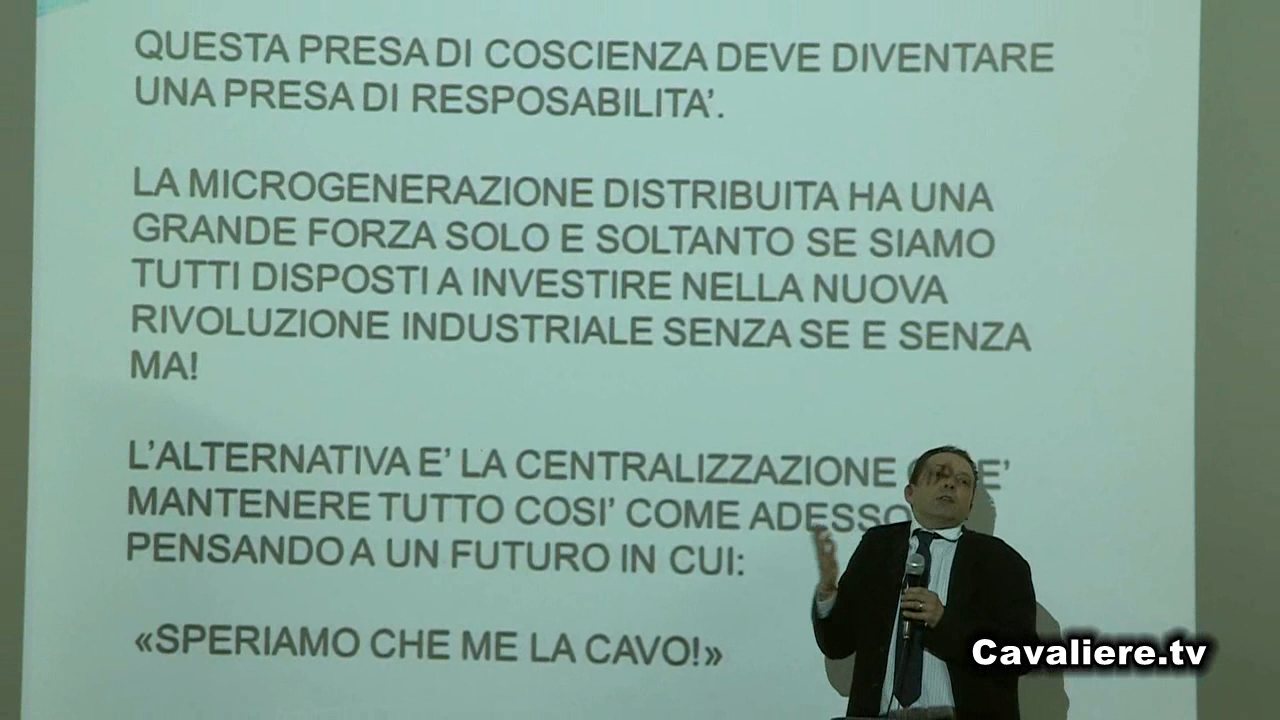 QUESTA PRESA DI COSCIENZA DEVE DIVENTARE
UNA PRESA DI RESPOSABILITA'.
LA MICROGENERAZIONE DISTRIBUITA HA UNA
GRANDE FORZA SOLO E SOLTANTO SE SIAMO
TUTTI DISPOSTI A INVESTIRE NELLA NUOVA
RIVOLUZIONE INDUSTRIALE SENZA SE E SENZA
MA!
L'ALTERNATIVA E' LA CENTRALIZZAZIONE E'
MANTENERE TUTTO COSI' COME ADESSO
PENSANDO A UN FUTURO IN CUI:
«SPERIAMO CHE ME LA CAVO!»
Cavaliere.tv